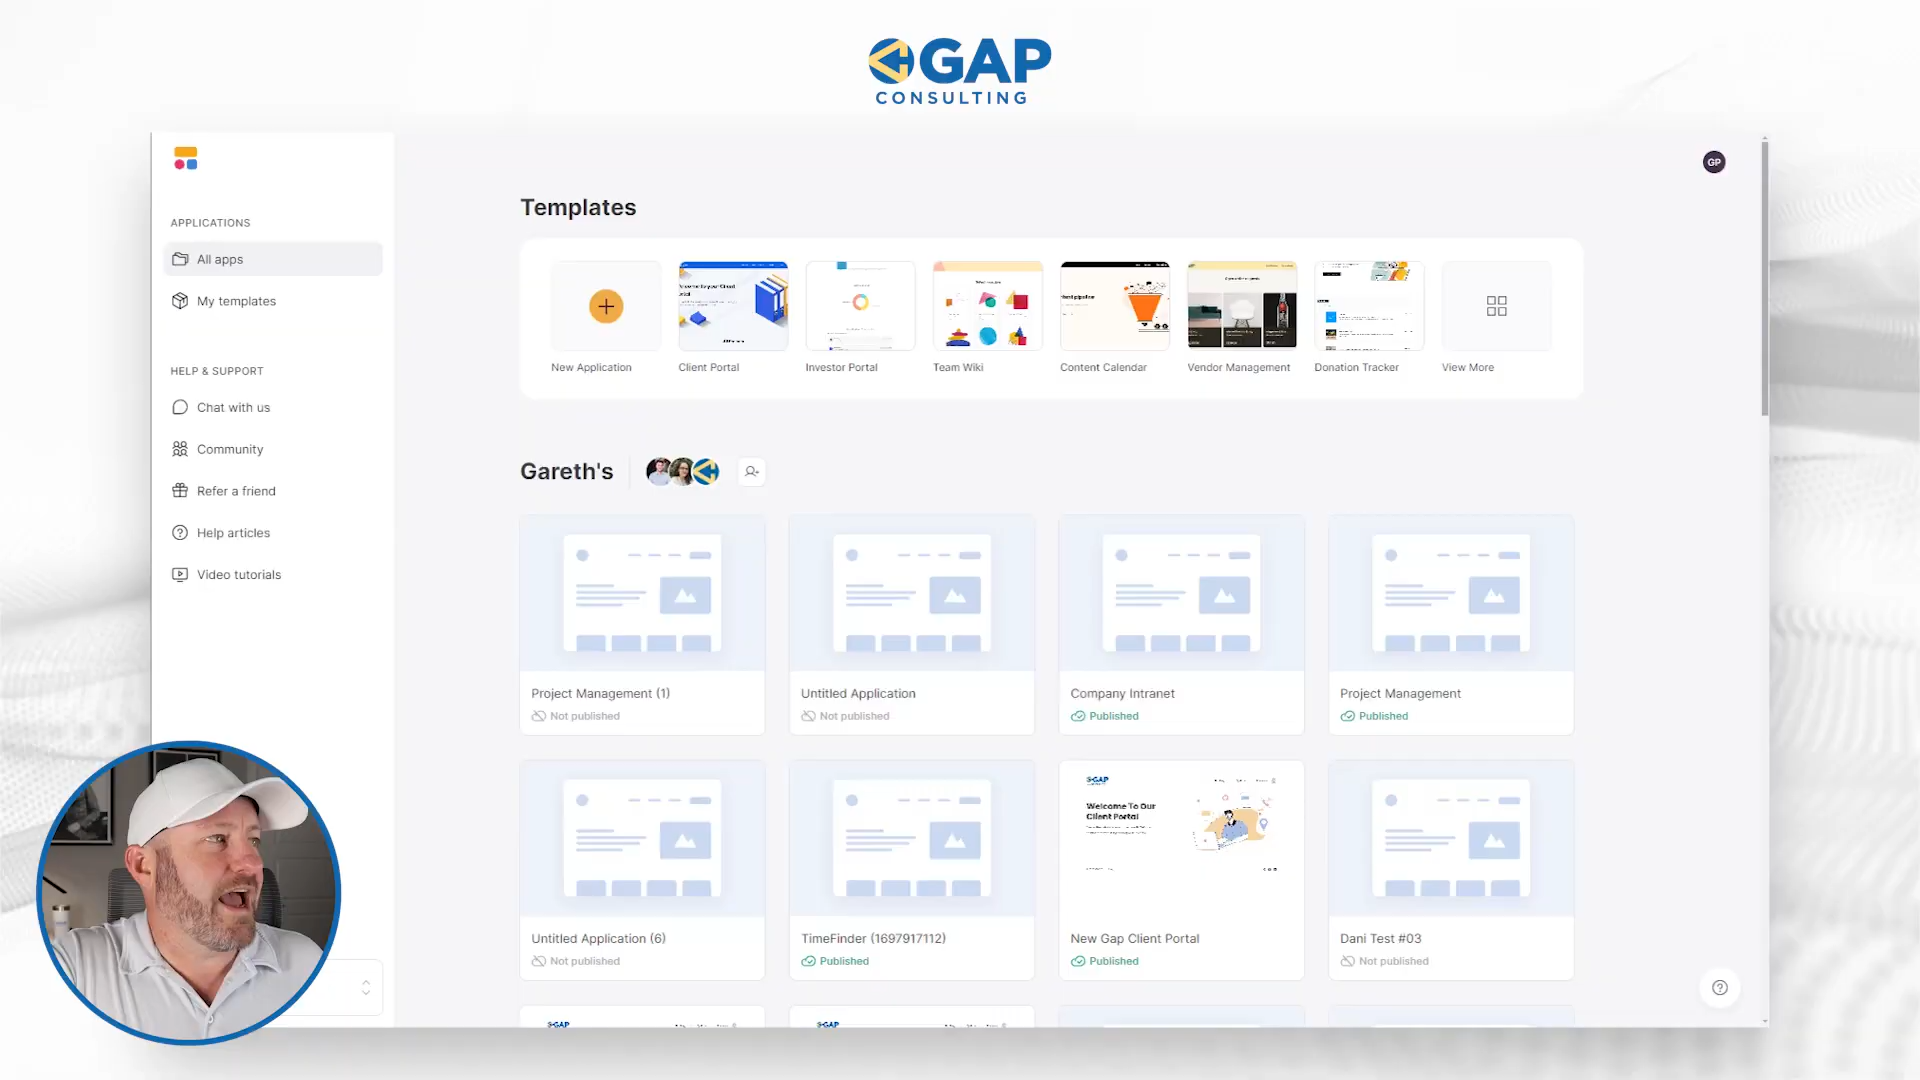 GAP
CONSULTING
GP
APPLICATIONS
All apps
My templates
HELP & SUPPORT
Chat with us
Community
Refer a friend
Help articles
Video tutorials
Templates
New Application
Client Portal
Investor Portal
Team Wiki
Content Calendar
Vendor Management
Donation Tracker
View More
Gareth's
Project Management (1)
Not published
Untitled Application
Not published
Company Intranet
Published
Project Management
Published
Untitled Application (6)
Not published
TimeFinder (1697917112)
Published
GAP
Welcome To Our
Client Portal
New Gap Client Portal
Published
Dani Test #03
Not published
GAP
GAP